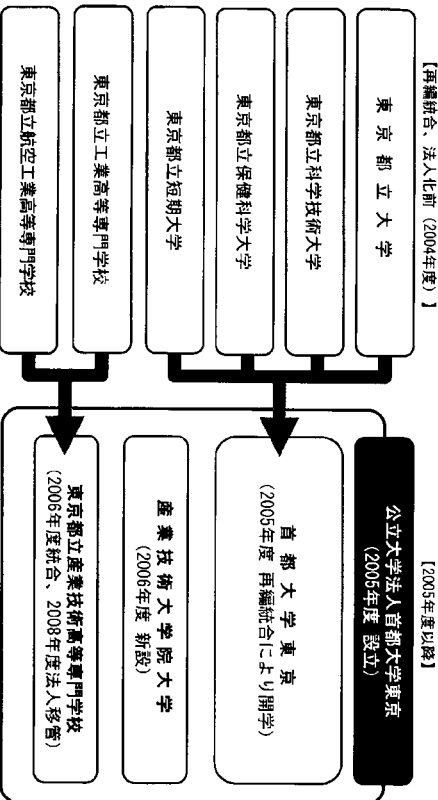 【再編統合、法人化前（2004年度）】
東京都立大学
東京都立科学技術大学
東京都立保健科学大学
東京都立短期大学
東京都立工業高等専門学校
東京都立航空工業高等専門学校
【2005年度以降】
公立大学法人首都大学東京
（2005年度 設立）
首都大学東京
（2005年度 再編統合により開学）
産業技術大学院大学
（2006年度 新設）
東京都立産業技術高等専門学校
（2006年度統合、2008年度法人移管）